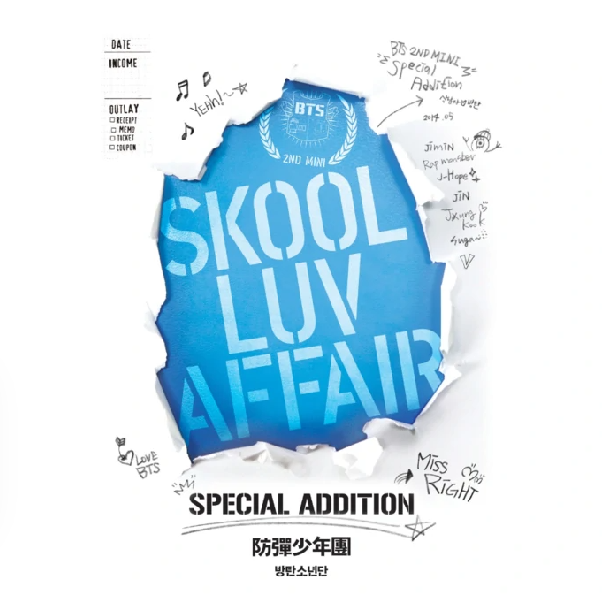 DATE
INCOME
OUTLAY
□ RECEIPT
□ MEMO
□ TICKET
□ COUPON
YEAH!~
BTS 2ND MINI
Special
Addition
2014.05
Jimin
Rap monster
J-Hope
JIN
Jkung
kook
Suga
BTS
2ND MINI
SKOOL
LUV
AFFAIR
LOVE
BTS
Miss
RIGHT
SPECIAL ADDITION
防彈少年團
방탄소년단